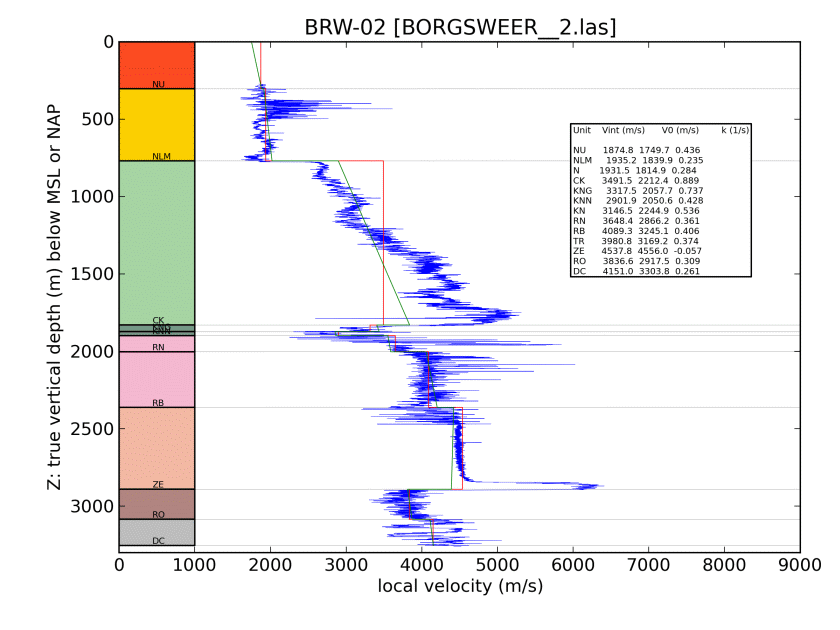 BRW-02 [BORGSWEER__2.las]
Z: true vertical depth (m) below MSL or NAP
0
500
1000
1500
2000
2500
3000
NU
NLM
CK
KNN
RN
RB
ZE
RO
DC
Unit Vint (m/s) V0 (m/s) k (1/s)
NU 1874.8 1749.7 0.436
NLM 1935.2 1839.9 0.235
N 1931.5 1814.9 0.284
CK 3491.5 2212.4 0.889
KNG 3317.5 2057.7 0.737
KNN 2901.9 2050.6 0.428
KN 3146.5 2244.9 0.536
RN 3648.4 2866.2 0.361
RB 4089.3 3245.1 0.406
TR 3980.8 3169.2 0.374
ZE 4537.8 4556.0 -0.057
RO 3836.6 2917.5 0.309
DC 4151.0 3303.8 0.261
0 1000 2000 3000 4000 5000 6000 7000 8000 9000
local velocity (m/s)